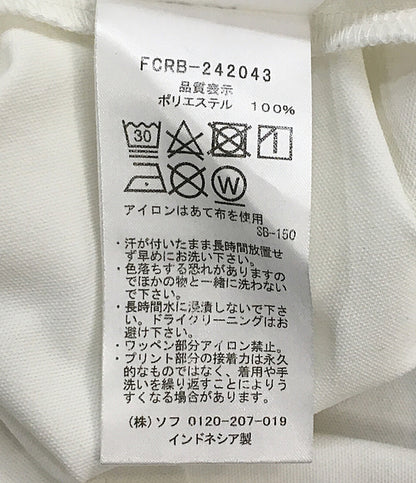 FCRB-242043
品質表示
ポリエステル 100%
30
W
アイロンはあて布を使用
SB-150
・汗が付いたまま長時間放置せ
ず早めにお洗い下さい。
・色落ちする恐れがありますの
でほかの物と一緒に洗わない
で下さい。
・長時間水に浸漬しないで下さ
い。ドライクリーニングはお
避け下さい。
・ワッペン部分アイロン禁止。
・プリント部分の接着力は永久
的なものではなく、着用や手
洗いを繰り返すことによりう
すくなる場合があります。
(株)ソフ 0120-207-019
インドネシア製